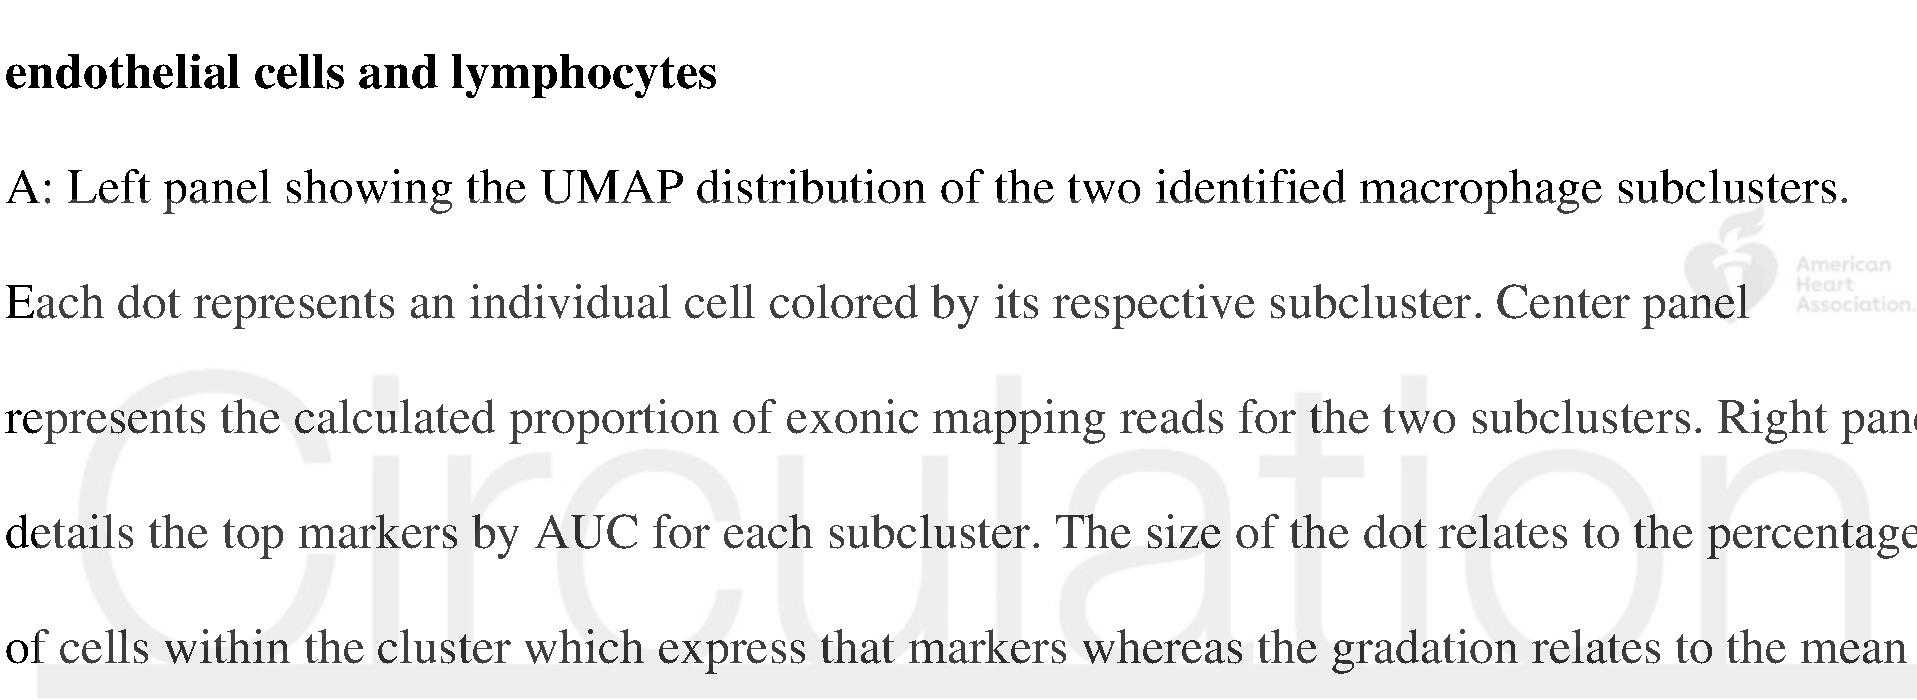 endothelial cells and lymphocytes
A: Left panel showing the UMAP distribution of the two identified macrophage subclusters.
American
Heart
Association.
Each dot represents an individual cell colored by its respective subcluster. Center panel
represents the calculated proportion of exonic mapping reads for the two subclusters. Right
details the top markers by AUC for each subcluster. The size of the dot relates to the percentage
of cells within the cluster which express that markers whereas the gradation relates to the mean
Circulation